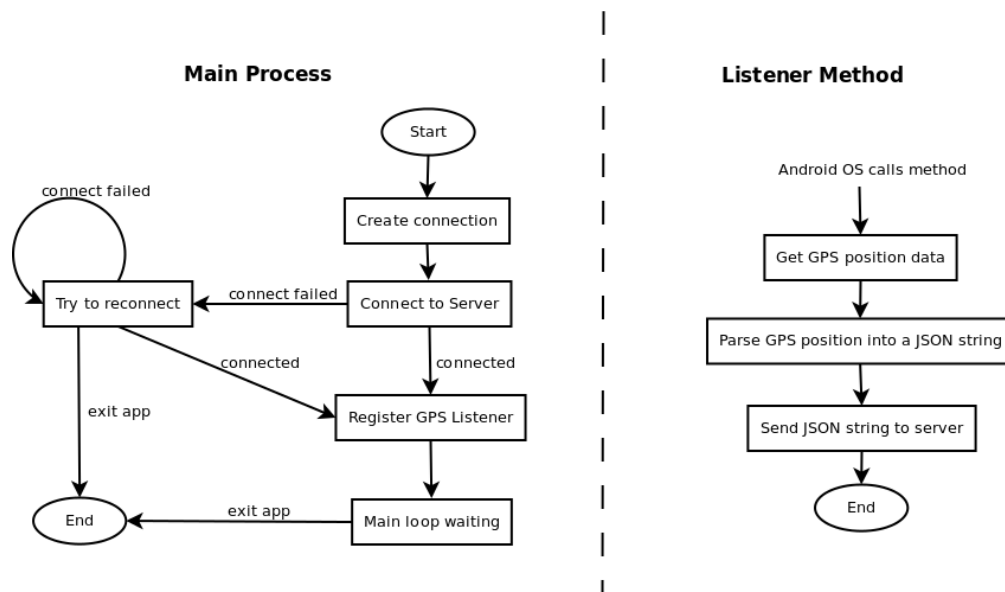 Main Process
Start
Create connection
connect failed
Try to reconnect
connect failed
Connect to Server
connected
connected
exit app
Register GPS Listener
End
exit app
Main loop waiting
Listener Method
Android OS calls method
Get GPS position data
Parse GPS position into a JSON string
Send JSON string to server
End